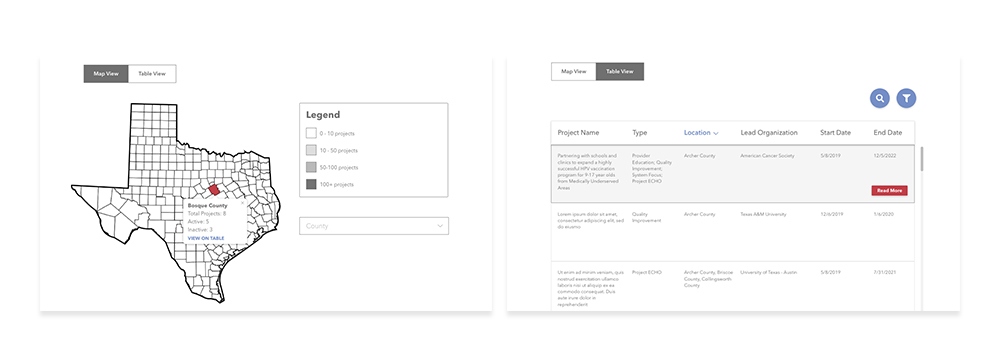 Map View
Table View
Legend
0 - 10 projects
10 - 50 projects
50-100 projects
100+ projects
County
Bosque County
Total Projects: 8
Active: 5
Inactive: 3
VIEW ON TABLE
Map View
Table View
Project Name
Type
Location
Lead Organization
Start Date
End Date
Partnering with schools and
clinics to expand a highly
successful HPV vaccination
program for 9-17 year olds
from Medically Underserved
Areas
Provider
Education; Quality
Improvement;
System Focus;
Project ECHO
Archer County
American Cancer Society
5/8/2019
12/5/2022
Read More
Lorem ipsum dolor sit amet,
consectetur adipiscing elit, sed
do eiusmo
Quality
Improvement
Archer County
Texas A&M University
12/6/2019
1/6/2020
Ut enim ad minim veniam, quis
nostrud exercitation ullamco
laboris nisi ut aliquip ex ea
commodo consequat. Duis
aute irure dolor in
reprehenderit
Project ECHO
Archer County, Briscoe
County, Collingsworth
County
University of Texas - Austin
5/8/2019
7/31/2021